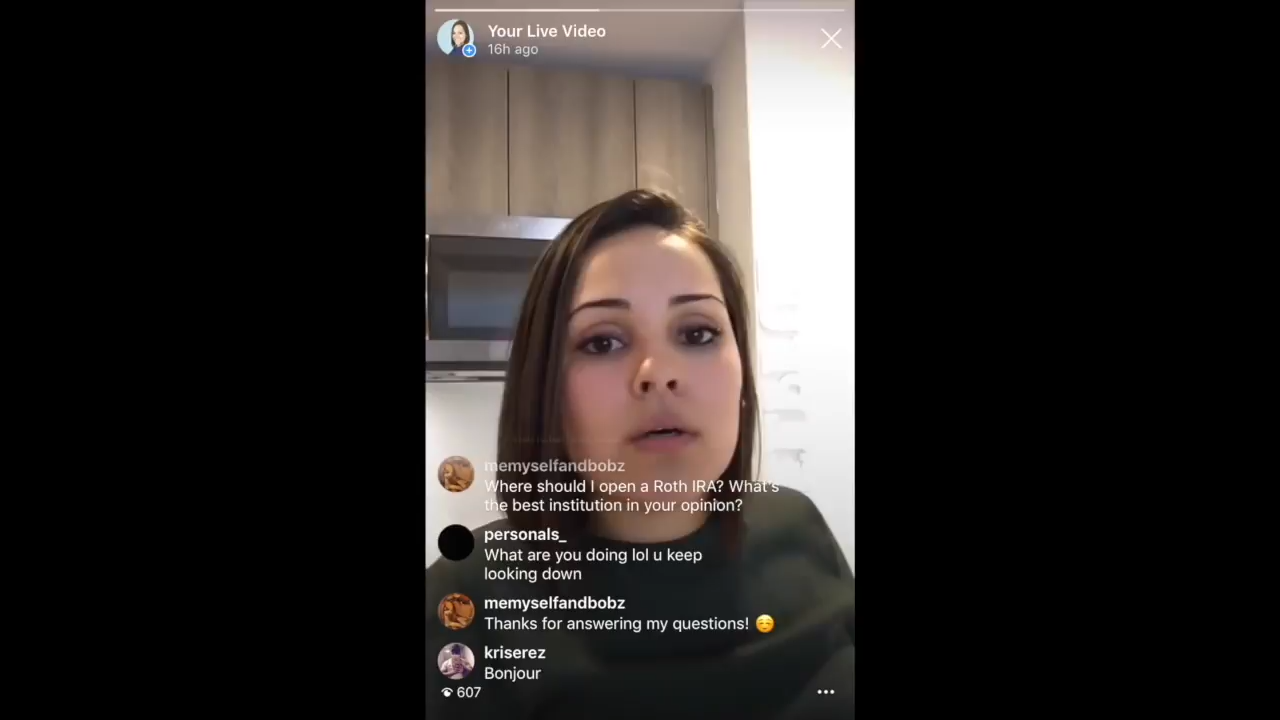 Your Live Video
16h ago
memyselfandbobz
Where should I open a Roth IRA? What's
the best institution in your opinion?
personals_
What are you doing lol u keep
looking down
memyselfandbobz
Thanks for answering my questions! ☺️
kriserez
Bonjour
607